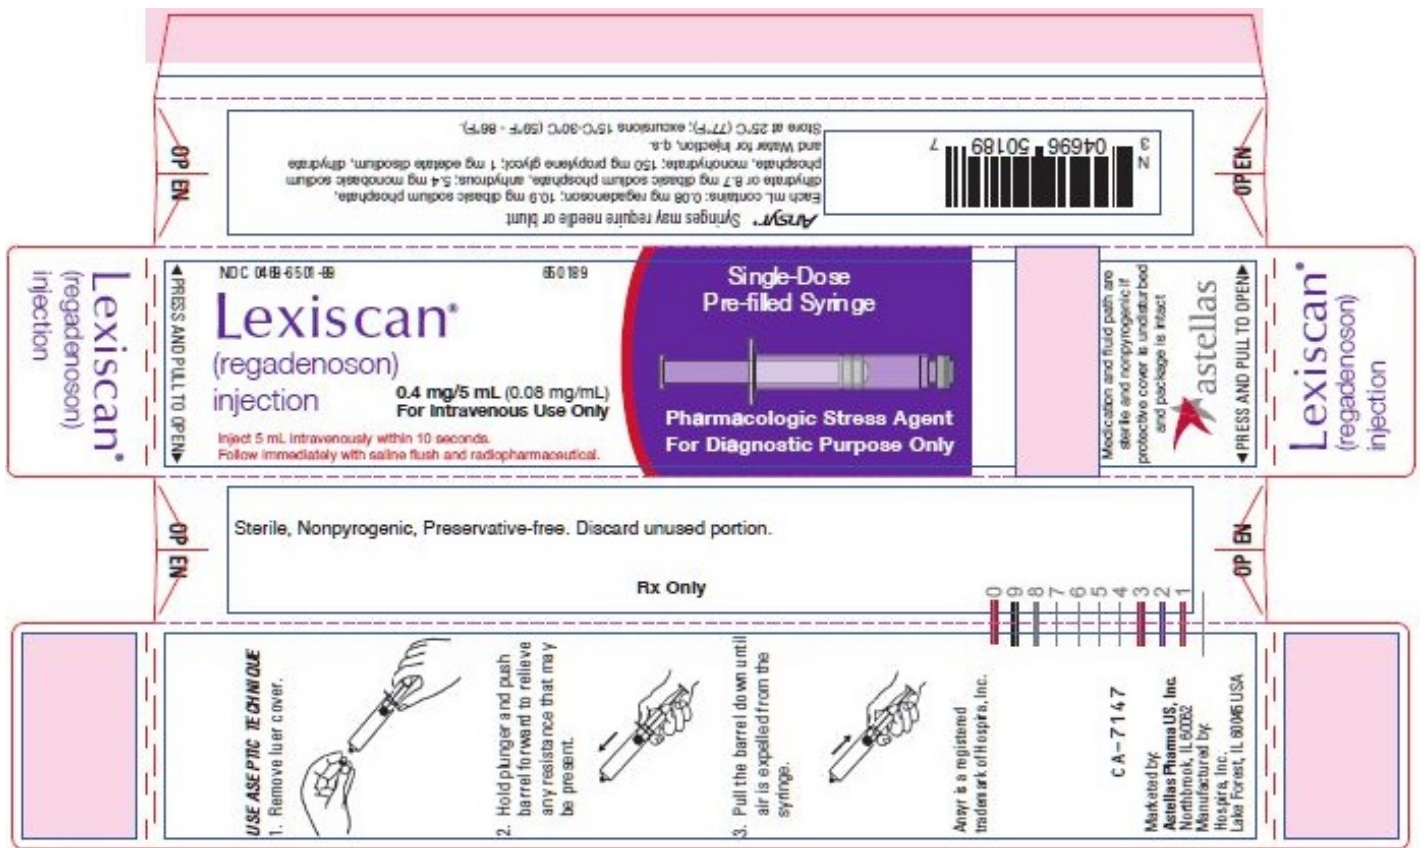 OPEN
Ansyr® Syringes may require needle or blunt
Each mL contains: 0.08 mg regadenoson; 10.9 mg dibasic sodium phosphate,
dihydrate or 8.7 mg dibasic sodium phosphate, anhydrous; 5.4 mg monobasic sodium
phosphate, monohydrate; 150 mg propylene glycol; 1 mg edetate disodium, dihydrate
and Water for Injection, q.s.
Store at 25°C (77°F); excursions 15°C-30°C (59°F - 86°F).
N
3 04696 50189 7
OPEN
Lexiscan®
(regadenoson)
injection
◀PRESS AND PULL TO OPEN▶
NDC 0469-6501-89
650189
Lexiscan®
(regadenoson)
injection
0.4 mg/5 mL (0.08 mg/mL)
For Intravenous Use Only
Inject 5 mL intravenously within 10 seconds.
Follow immediately with saline flush and radiopharmaceutical.
Single-Dose
Pre-filled Syringe
Pharmacologic Stress Agent
For Diagnostic Purpose Only
Medication and fluid path are
sterile and nonpyrogenic if
protective cover is undisturbed
and package is intact
astellas
◀PRESS AND PULL TO OPEN▶
Lexiscan®
(regadenoson)
injection
OPEN
Sterile, Nonpyrogenic, Preservative-free. Discard unused portion.
Rx Only
OPEN
0
9
8
7
6
5
4
3
2
1
USE ASEPTIC TECHNIQUE
1. Remove luer cover.
2. Hold plunger and push
barrel forward to relieve
any resistance that may
be present.
3. Pull the barrel down until
air is expelled from the
syringe.
Ansyr is a registered
trademark of Hospira, Inc.
CA-7147
Marketed by:
Astellas Pharma US, Inc.
Northbrook, IL 60062
Manufactured by:
Hospira, Inc.
Lake Forest, IL 60045 USA